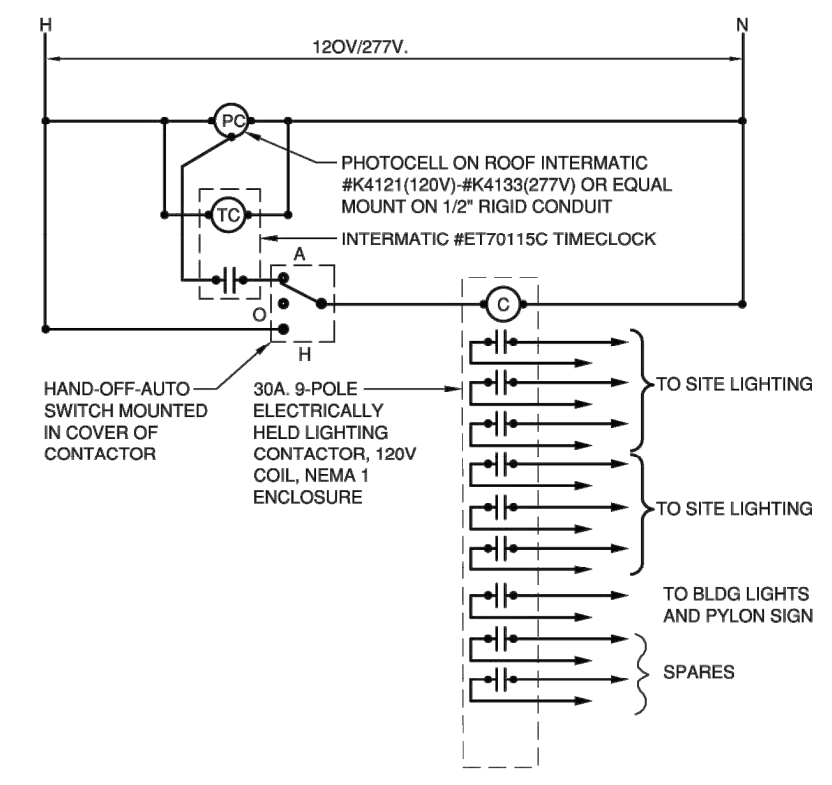 H
N
120V/277V.
PC
PHOTOCELL ON ROOF INTERMATIC
#K4121(120V)-#K4133(277V) OR EQUAL
MOUNT ON 1/2" RIGID CONDUIT
TC
INTERMATIC #ET70115C TIMECLOCK
A
O
H
C
HAND-OFF-AUTO
SWITCH MOUNTED
IN COVER OF
CONTACTOR
30A. 9-POLE
ELECTRICALLY
HELD LIGHTING
CONTACTOR, 120V
COIL, NEMA 1
ENCLOSURE
TO SITE LIGHTING
TO SITE LIGHTING
TO BLDG LIGHTS
AND PYLON SIGN
SPARES